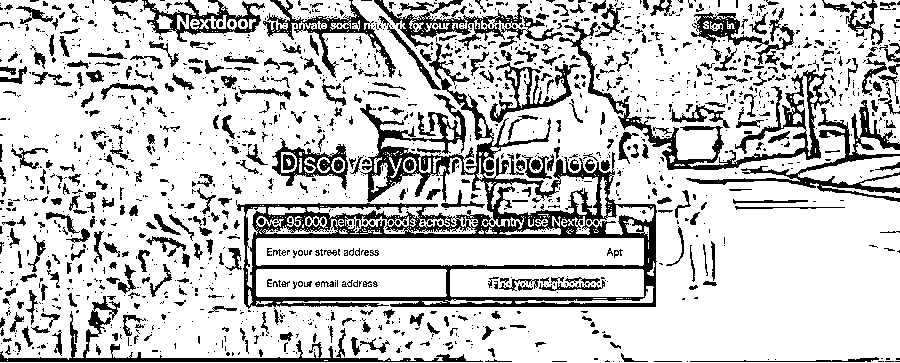 Nextdoor The private social network for your neighborhood Sign in
Discover your neighborhood
Over 95,000 neighborhoods across the country use Nextdoor
Enter your street address Apt
Enter your email address Find your neighborhood